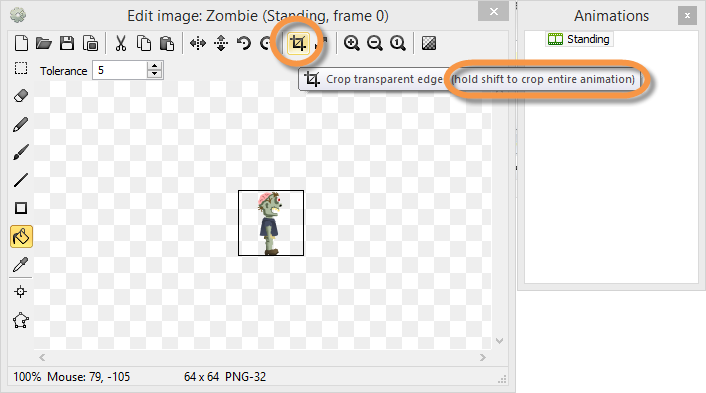 Edit image: Zombie (Standing, frame 0)
Animations
Standing
Tolerance 5
Crop transparent edge (hold shift to crop entire animation)
100% Mouse: 79, -105 64 x 64 PNG-32